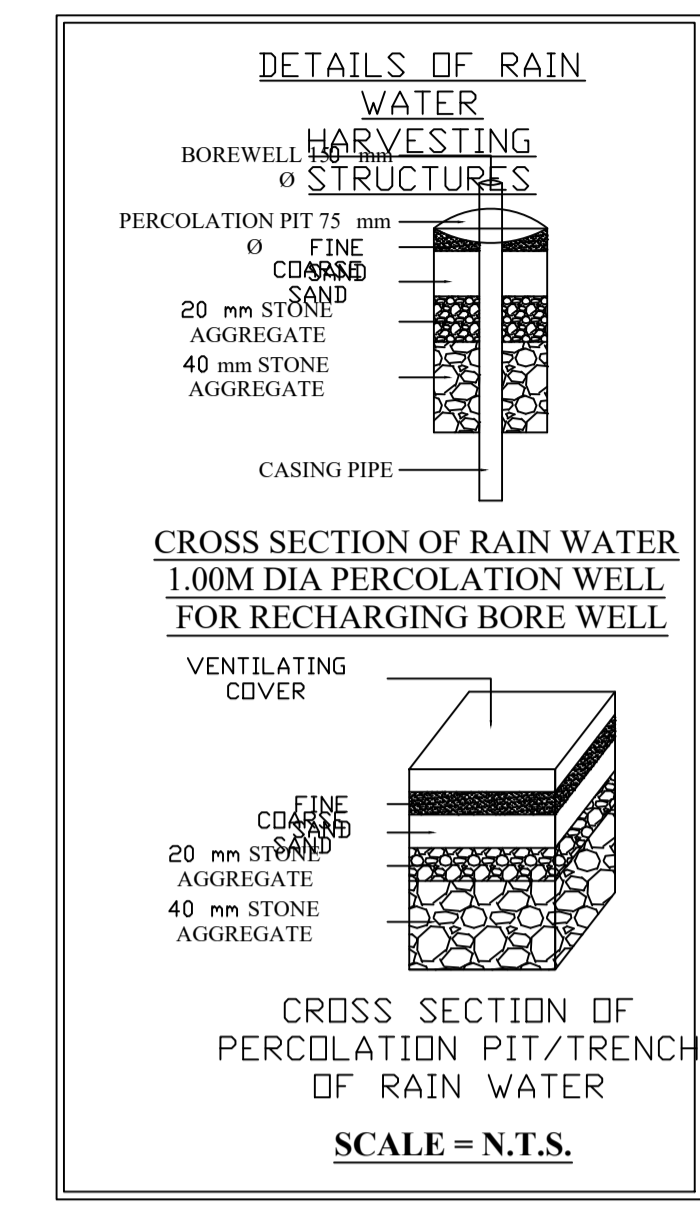 DETAILS OF RAIN
WATER
HARVESTING
STRUCTURES
BOREWELL 150 mm
Ø
PERCOLATION PIT 75 mm
Ø
FINE
SAND
COARSE
SAND
20 mm STONE
AGGREGATE
40 mm STONE
AGGREGATE
CASING PIPE
CROSS SECTION OF RAIN WATER
1.00M DIA PERCOLATION WELL
FOR RECHARGING BORE WELL
VENTILATING
COVER
FINE
SAND
COARSE
SAND
20 mm STONE
AGGREGATE
40 mm STONE
AGGREGATE
CROSS SECTION OF
PERCOLATION PIT/TRENCH
OF RAIN WATER
SCALE = N.T.S.